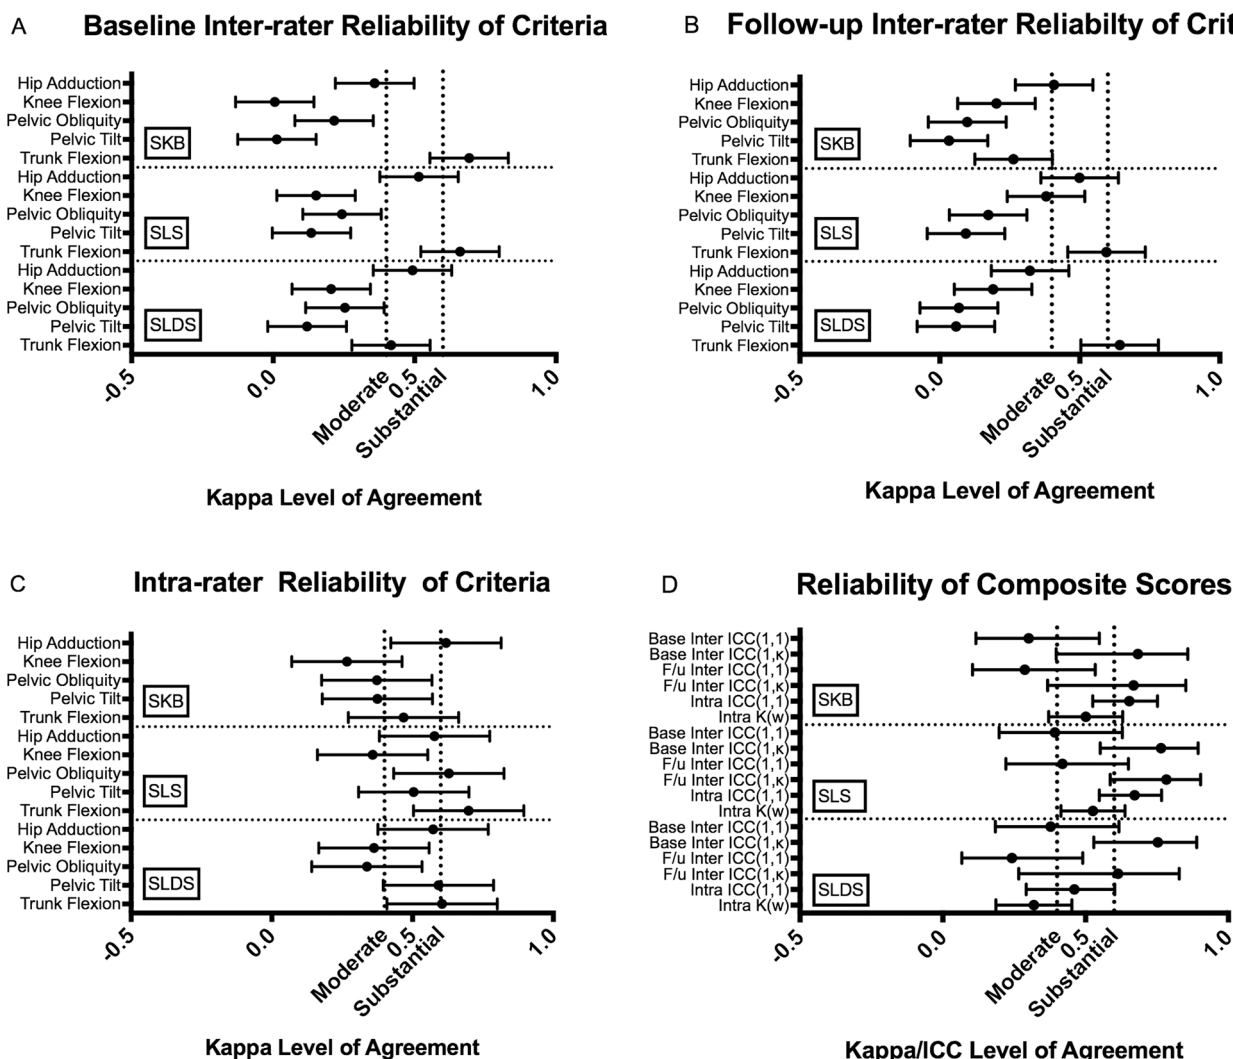 A
Baseline Inter-rater Reliabilty of Criteria
Hip Adduction
Knee Flexion
Pelvic Obliquity
Pelvic Tilt
Trunk Flexion
SKB
Hip Adduction
Knee Flexion
Pelvic Obliquity
Pelvic Tilt
Trunk Flexion
SLS
Hip Adduction
Knee Flexion
Pelvic Obliquity
Pelvic Tilt
Trunk Flexion
SLDS
-0.5
0.0
Moderate
0.5
Substantial
1.0
Kappa Level of Agreement
B
Follow-up Inter-rater Reliabilty of Crit
Hip Adduction
Knee Flexion
Pelvic Obliquity
Pelvic Tilt
Trunk Flexion
SKB
Hip Adduction
Knee Flexion
Pelvic Obliquity
Pelvic Tilt
Trunk Flexion
SLS
Hip Adduction
Knee Flexion
Pelvic Obliquity
Pelvic Tilt
Trunk Flexion
SLDS
-0.5
0.0
Moderate
0.5
Substantial
1.0
Kappa Level of Agreement
C
Intra-rater Reliability of Criteria
Hip Adduction
Knee Flexion
Pelvic Obliquity
Pelvic Tilt
Trunk Flexion
SKB
Hip Adduction
Knee Flexion
Pelvic Obliquity
Pelvic Tilt
Trunk Flexion
SLS
Hip Adduction
Knee Flexion
Pelvic Obliquity
Pelvic Tilt
Trunk Flexion
SLDS
-0.5
0.0
Moderate
0.5
Substantial
1.0
Kappa Level of Agreement
D
Reliability of Composite Scores
Base Inter ICC(1,1)
Base Inter ICC(1,κ)
F/u Inter ICC(1,1)
F/u Inter ICC(1,κ)
Intra ICC(1,1)
Intra K(w)
SKB
Base Inter ICC(1,1)
Base Inter ICC(1,κ)
F/u Inter ICC(1,1)
F/u Inter ICC(1,κ)
Intra ICC(1,1)
Intra K(w)
SLS
Base Inter ICC(1,1)
Base Inter ICC(1,κ)
F/u Inter ICC(1,1)
F/u Inter ICC(1,κ)
Intra ICC(1,1)
Intra K(w)
SLDS
-0.5
0.0
Moderate
0.5
Substantial
1.0
Kappa/ICC Level of Agreement